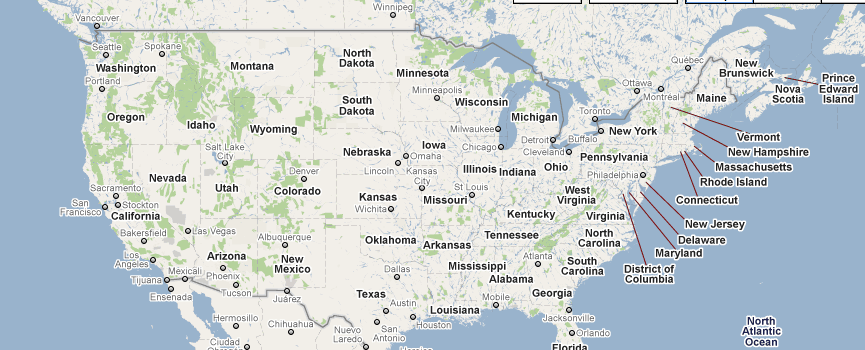 Vancouver
Winnipeg
Seattle
Spokane
Washington
Portland
Montana
North
Dakota
Minnesota
Minneapolis
Québec
Ottawa
Montréal
New
Brunswick
Maine
Nova
Scotia
Prince
Edward
Island
Oregon
Idaho
Wyoming
South
Dakota
Wisconsin
Michigan
Toronto
Milwaukee
Detroit
Buffalo
New York
Vermont
New Hampshire
Massachusetts
Rhode Island
Connecticut
Salt Lake
City
Nebraska
Iowa
Omaha
Lincoln
Chicago
Cleveland
Illinois
Indiana
Ohio
Pennsylvania
Philadelphia
Nevada
Utah
Denver
Colorado
Kansas
City
Kansas
Wichita
Missouri
St Louis
West
Virginia
Virginia
Kentucky
New Jersey
Delaware
Maryland
District of
Columbia
Sacramento
San
Francisco
Stockton
California
Bakersfield
Las Vegas
Los
Angeles
Albuquerque
Arizona
Phoenix
New
Mexico
Oklahoma
Arkansas
Tennessee
North
Carolina
South
Carolina
Atlanta
Mississippi
Alabama
Georgia
Tijuana
Mexicali
Ensenada
Tucson
Juárez
Dallas
Texas
Austin
Louisiana
Mobile
Jacksonville
Orlando
Florida
Hermosillo
Chihuahua
Nuevo
Laredo
San
Antonio
Houston
Ciudad
North
Atlantic
Ocean